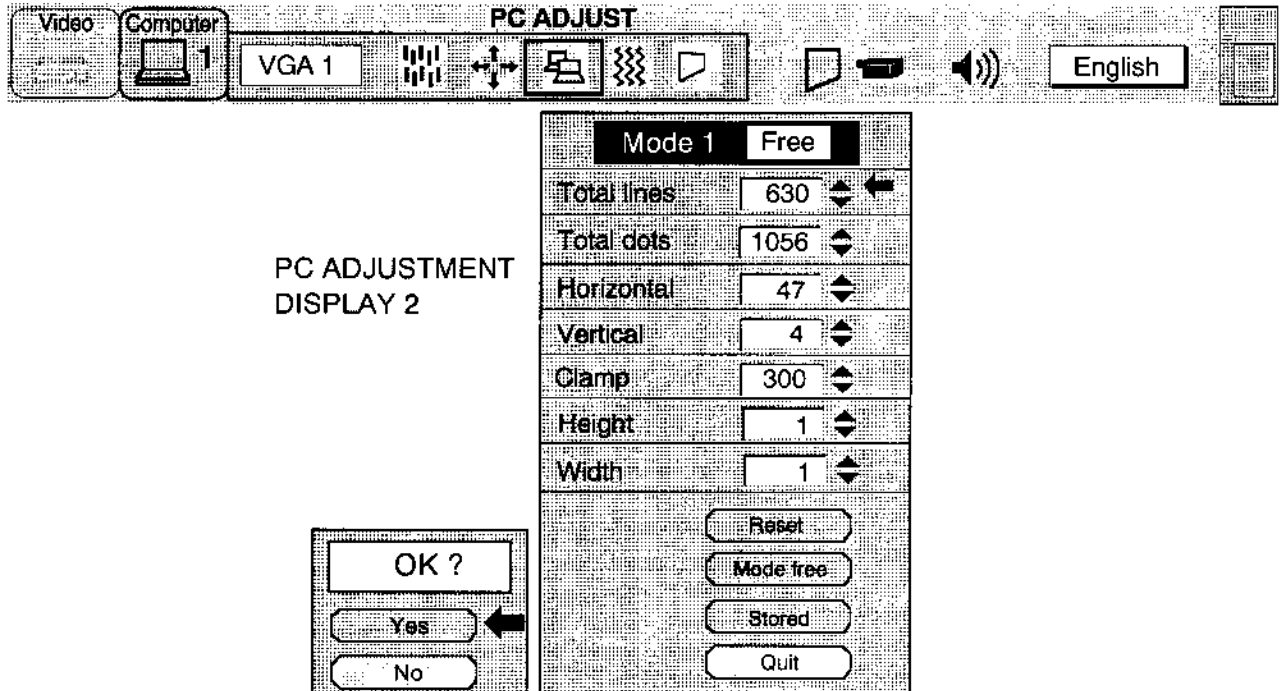 PC ADJUST
Video
Computer
1
VGA 1
English
Mode 1 Free
Total lines 630
Total dots 1056
Horizontal 47
Vertical 4
Clamp 300
Height 1
Width 1
Reset
Mode free
Stored
Quit
PC ADJUSTMENT
DISPLAY 2
OK ?
Yes
No